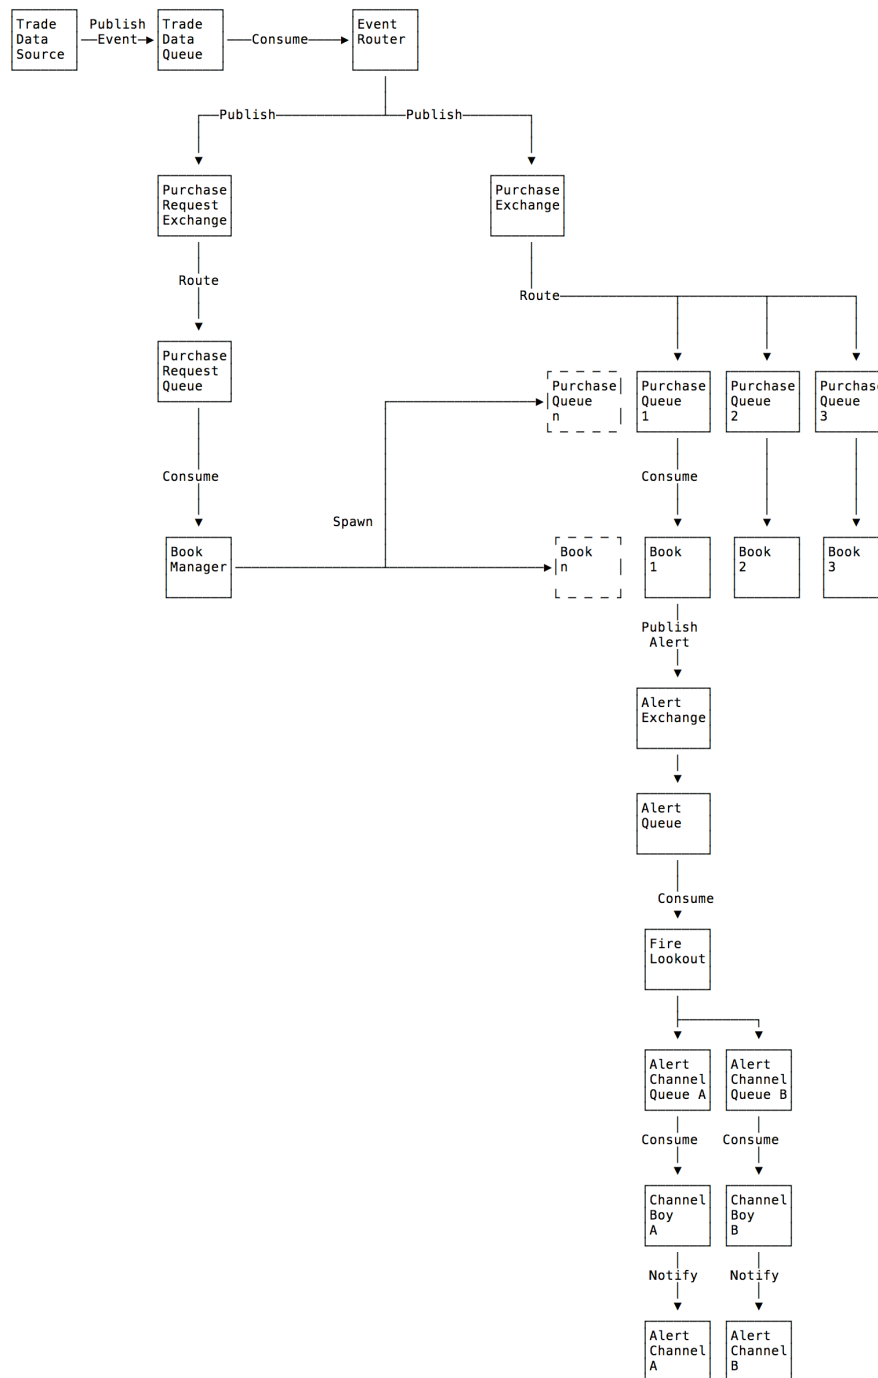 Trade
Data
Source
Publish
Event
Trade
Data
Queue
Consume
Event
Router
Publish
Publish
Purchase
Request
Exchange
Purchase
Exchange
Route
Route
Purchase
Request
Queue
Purchase
Queue
n
Purchase
Queue
1
Purchase
Queue
2
Purchase
Queue
3
Consume
Consume
Spawn
Book
Manager
Book
n
Book
1
Book
2
Book
3
Publish
Alert
Alert
Exchange
Alert
Queue
Consume
Fire
Lookout
Alert
Channel
Queue A
Alert
Channel
Queue B
Consume
Consume
Channel
Boy
A
Channel
Boy
B
Notify
Notify
Alert
Channel
A
Alert
Channel
B